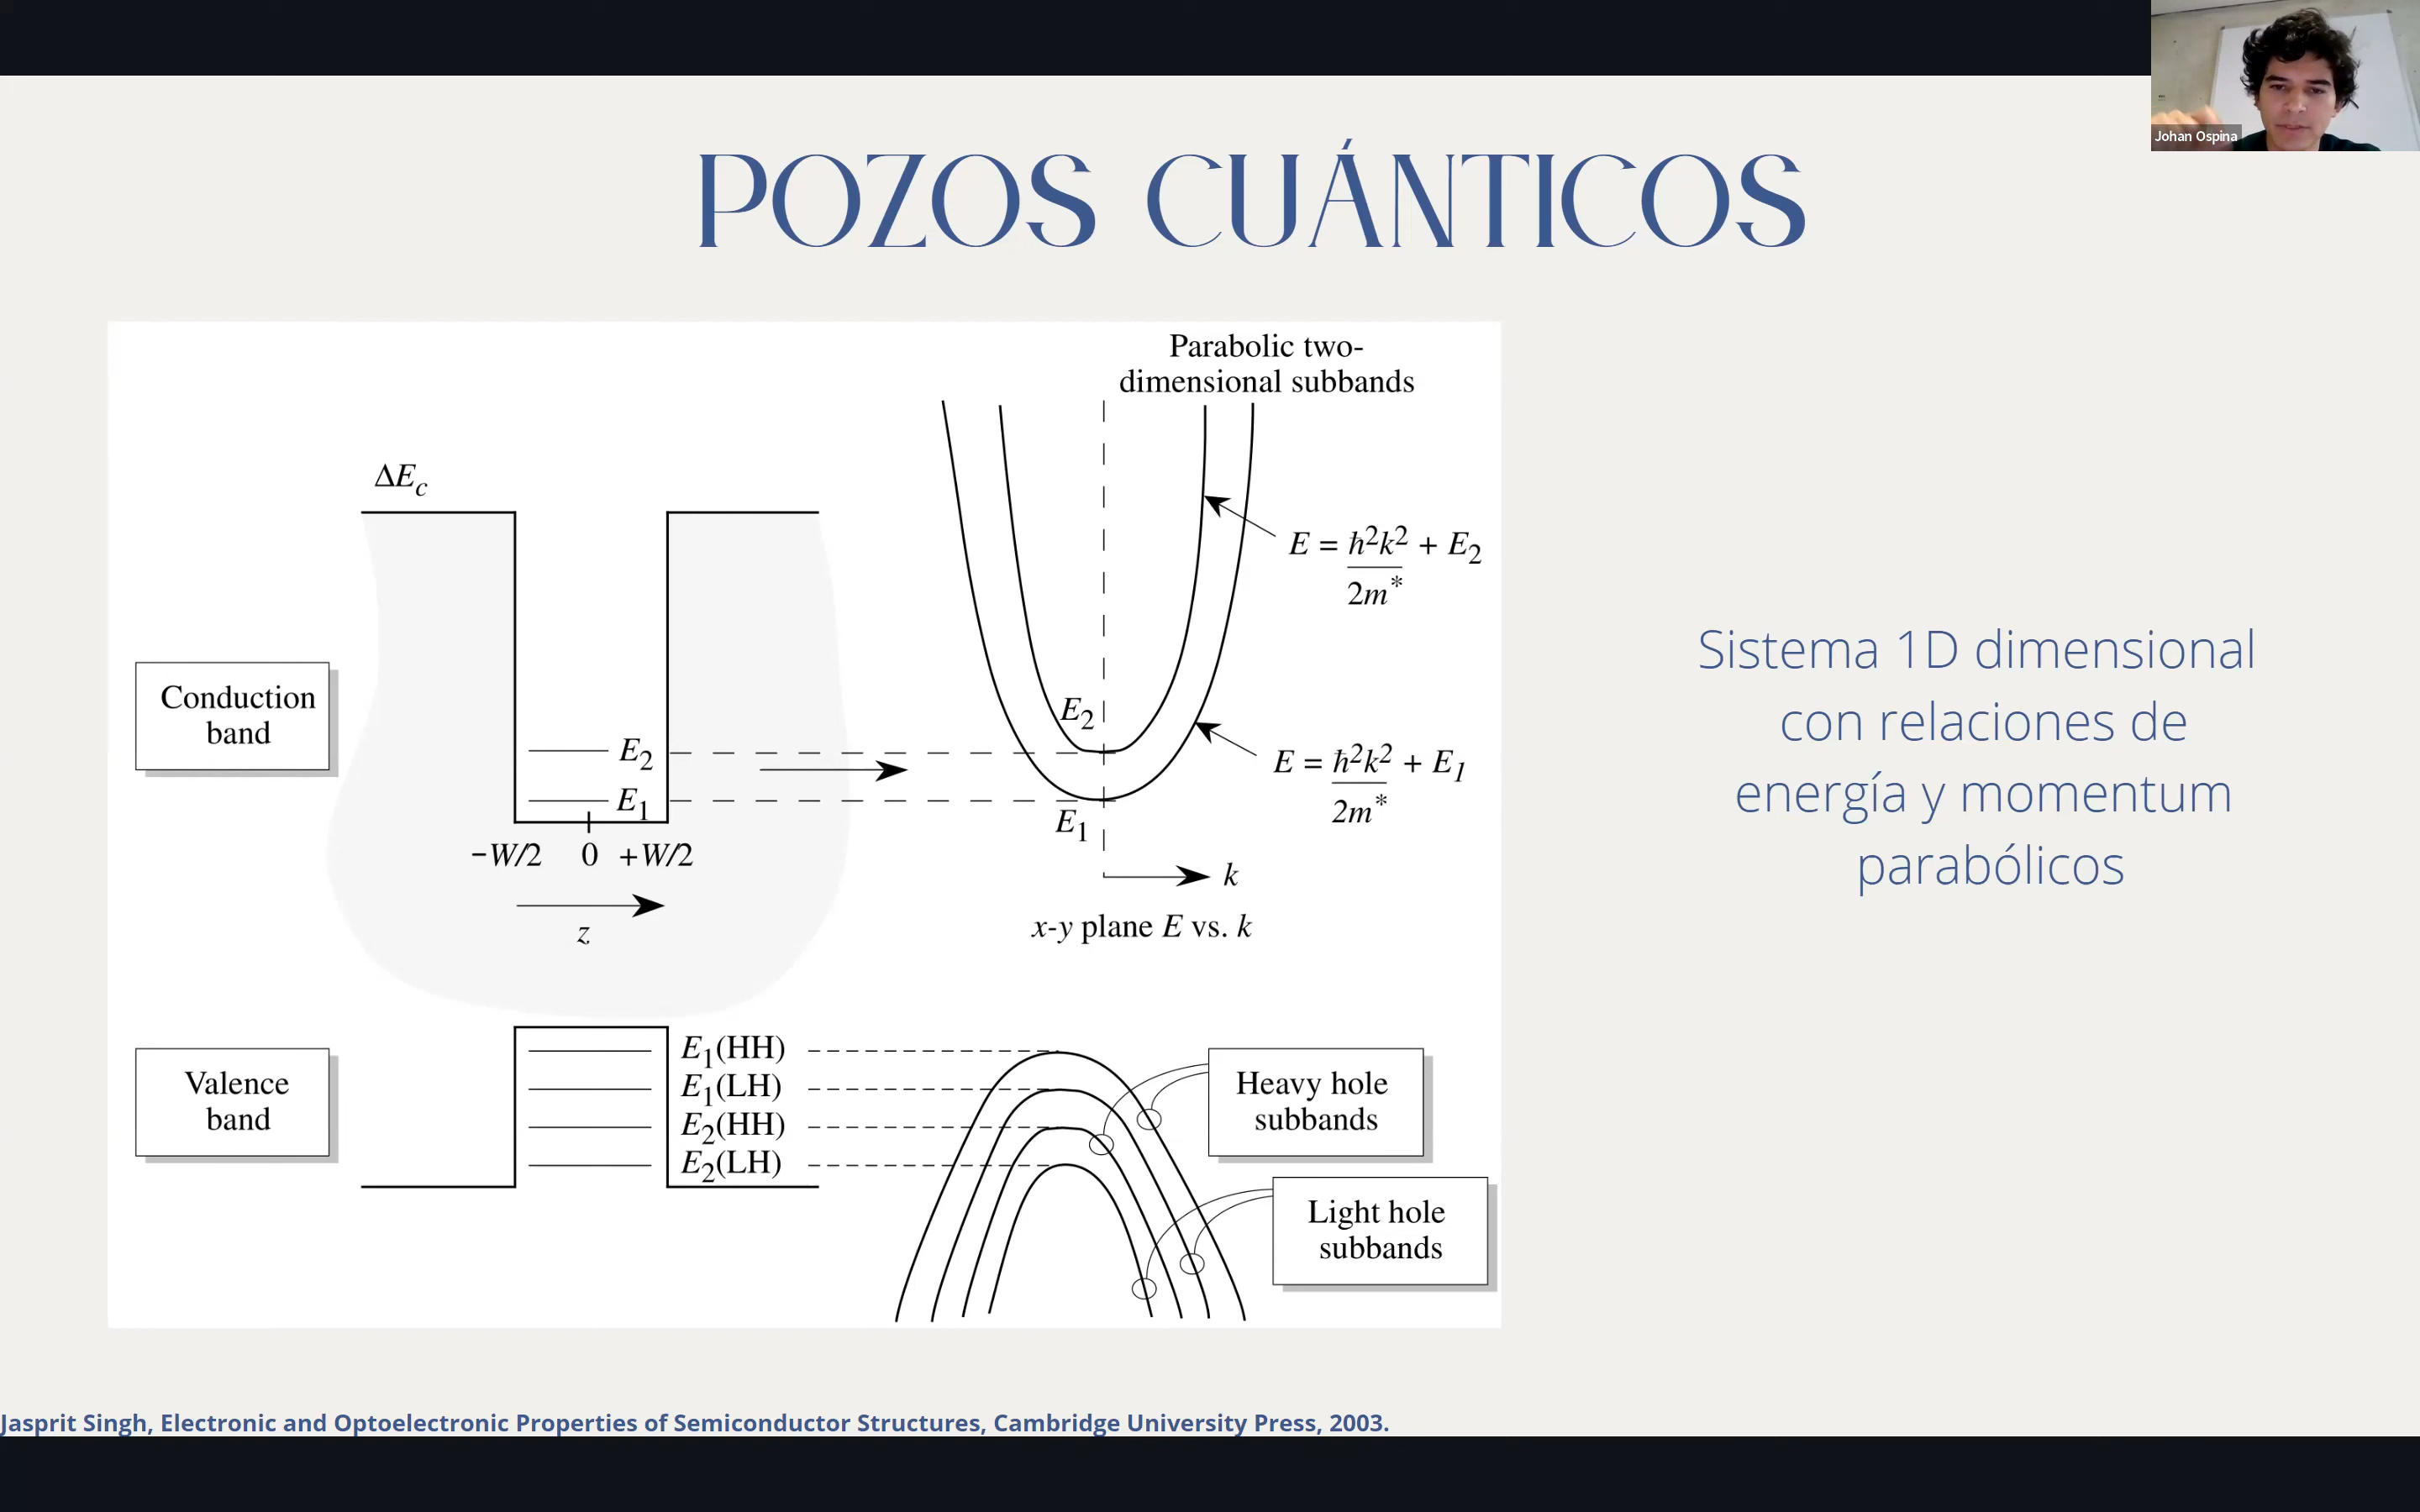 Johan Ospina
POZOS CUÁNTICOS
Parabolic two-
dimensional subbands
ΔE_c
E = ħ²k²/2m* + E₂
Conduction
band
E₂
E₂
E₁
E = ħ²k²/2m* + E₁
E₁
−W/2 0 +W/2
k
z
x-y plane E vs. k
Valence
band
E₁(HH)
E₁(LH)
E₂(HH)
E₂(LH)
Heavy hole
subbands
Light hole
subbands
Sistema 1D dimensional
con relaciones de
energía y momentum
parabólicos
Jasprit Singh, Electronic and Optoelectronic Properties of Semiconductor Structures, Cambridge University Press, 2003.